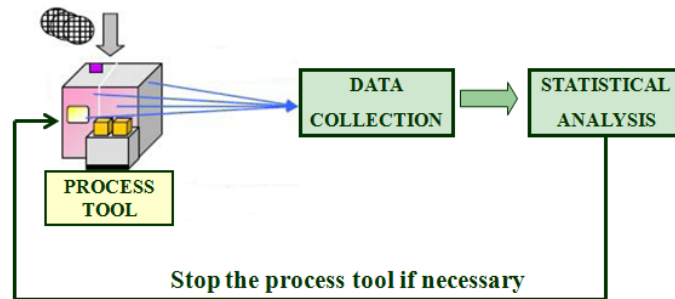 DATA
COLLECTION
STATISTICAL
ANALYSIS
PROCESS
TOOL
Stop the process tool if necessary